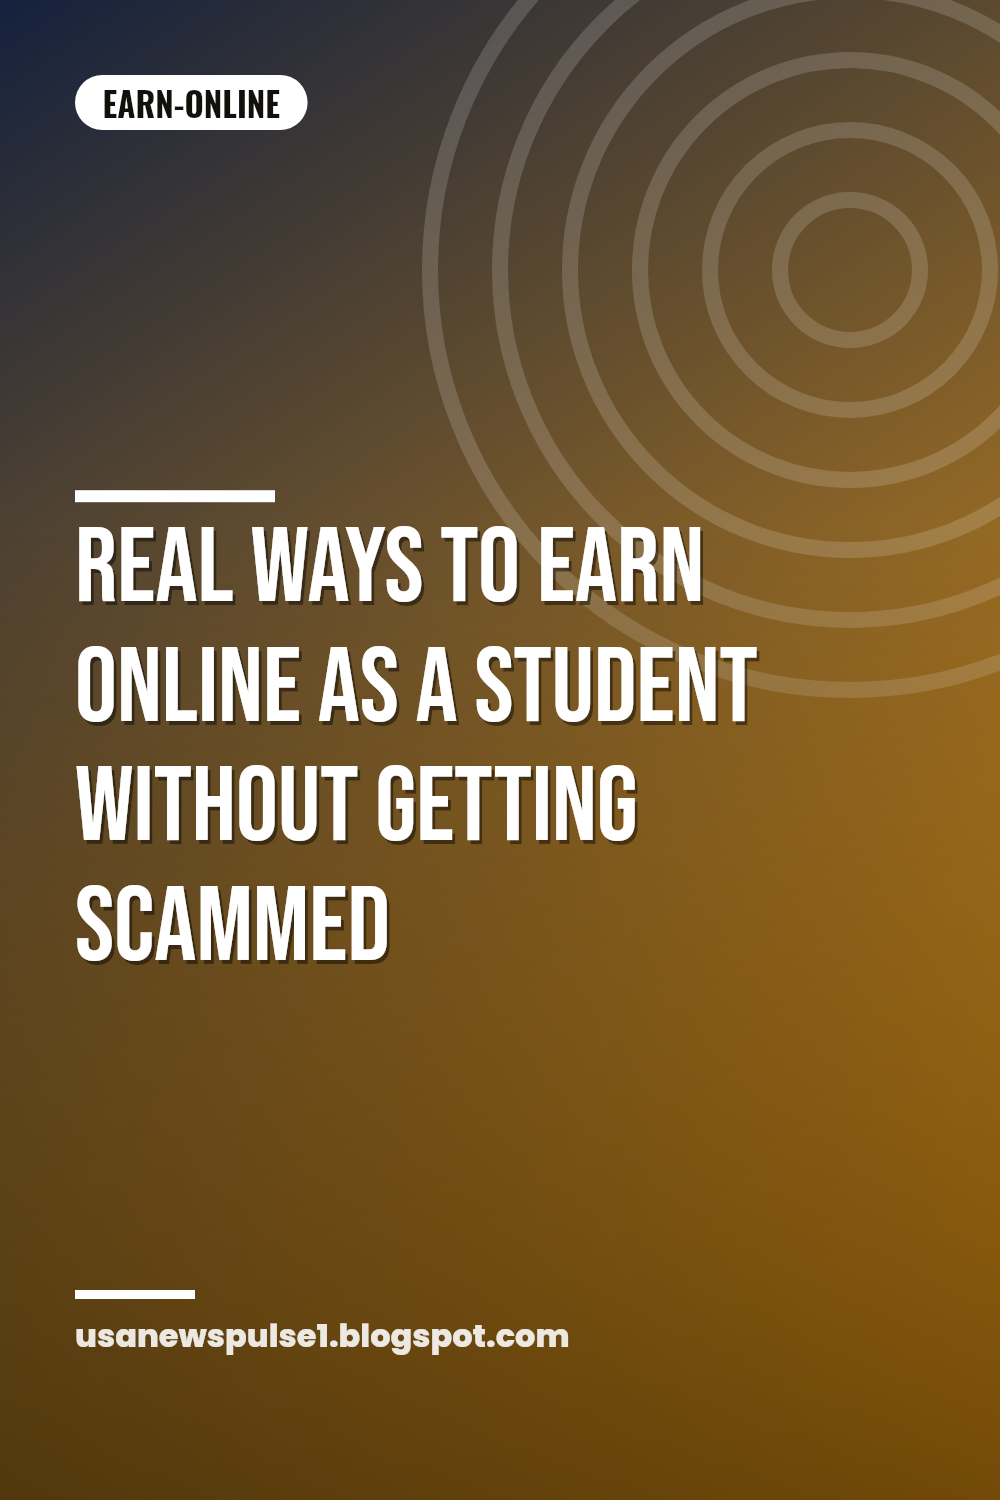 EARN-ONLINE
REAL WAYS TO EARN
ONLINE AS A STUDENT
WITHOUT GETTING
SCAMMED
usanewspulse1.blogspot.com